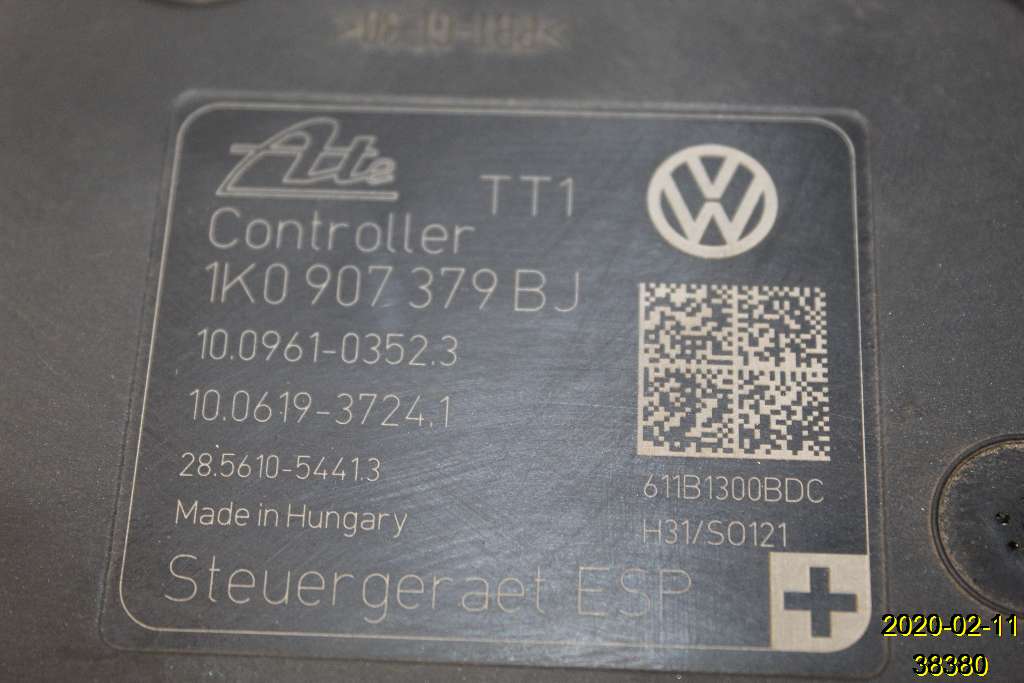 Ate
TT1
Controller
1K0 907 379 BJ
10.0961-0352.3
10.0619-3724.1
28.5610-5441.3
Made in Hungary
Steuergeraet ESP
611B1300BDC
H31/SO121
2020-02-11
38380